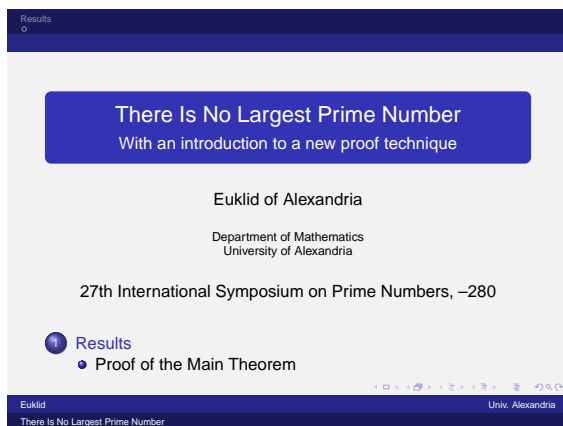 Results
There Is No Largest Prime Number
With an introduction to a new proof technique
Euklid of Alexandria
Department of Mathematics
University of Alexandria
27th International Symposium on Prime Numbers, –280
1 Results
Proof of the Main Theorem
Euklid Univ. Alexandria
There Is No Largest Prime Number